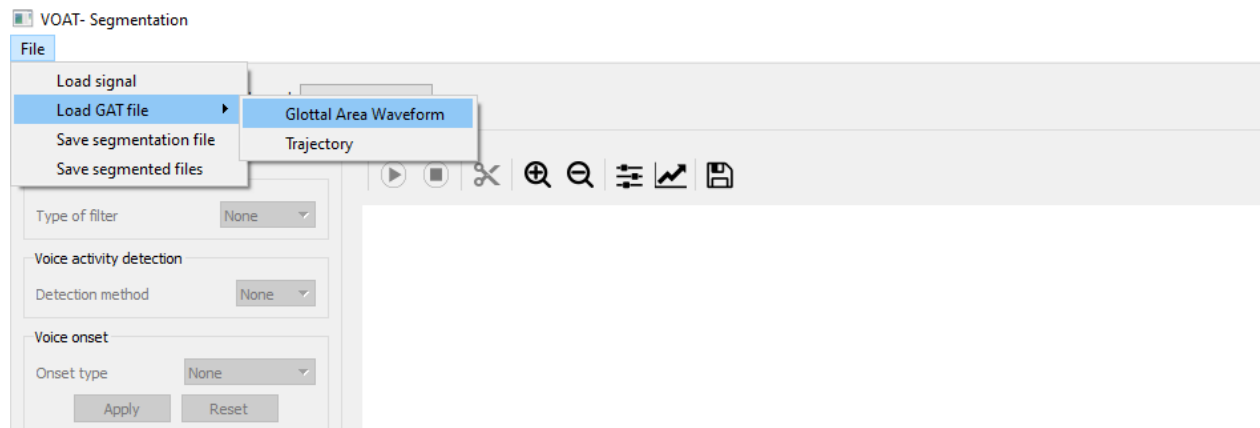 VOAT- Segmentation
File
Load signal
Load GAT file
Glottal Area Waveform
Save segmentation file
Trajectory
Save segmented files
Type of filter None
Voice activity detection
Detection method None
Voice onset
Onset type None
Apply Reset